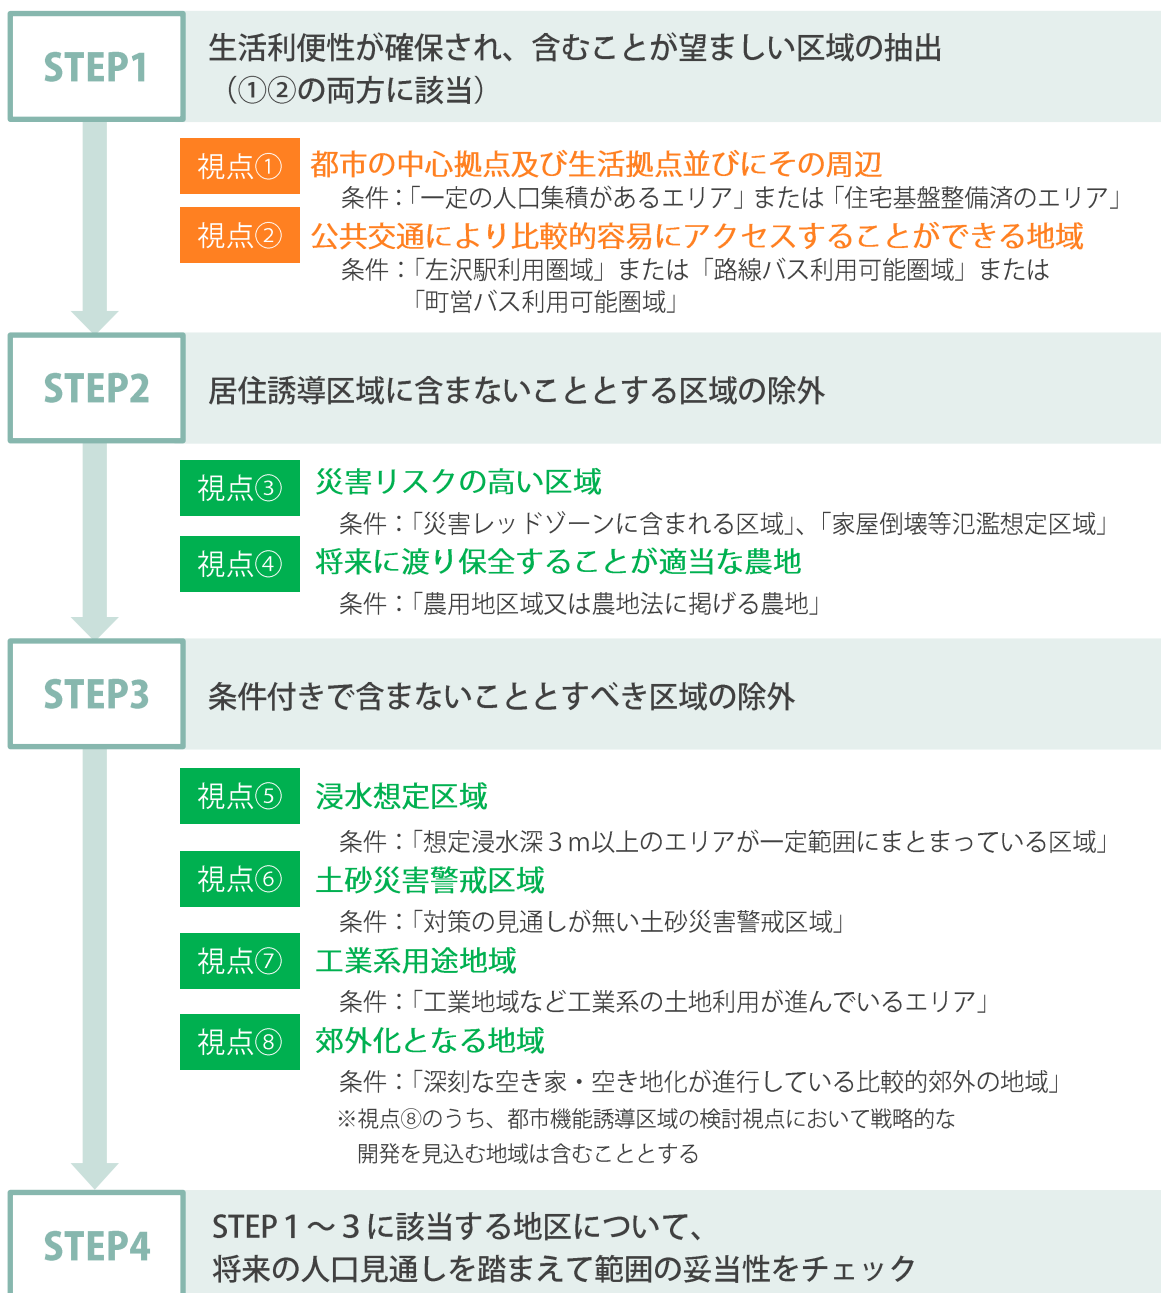 STEP1
生活利便性が確保され、含むことが望ましい区域の抽出
（①②の両方に該当）
視点①
都市の中心拠点及び生活拠点並びにその周辺
条件：「一定の人口集積があるエリア」または「住宅基盤整備済のエリア」
視点②
公共交通により比較的容易にアクセスすることができる地域
条件：「左沢駅利用圏域」または「路線バス利用可能圏域」または
「町営バス利用可能圏域」
STEP2
居住誘導区域に含まないこととする区域の除外
視点③
災害リスクの高い区域
条件：「災害レッドゾーンに含まれる区域」、「家屋倒壊等氾濫想定区域」
視点④
将来に渡り保全することが適当な農地
条件：「農用地区域又は農地法に掲げる農地」
STEP3
条件付きで含まないこととすべき区域の除外
視点⑤
浸水想定区域
条件：「想定浸水深３ｍ以上のエリアが一定範囲にまとまっている区域」
視点⑥
土砂災害警戒区域
条件：「対策の見通しが無い土砂災害警戒区域」
視点⑦
工業系用途地域
条件：「工業地域など工業系の土地利用が進んでいるエリア」
視点⑧
郊外化となる地域
条件：「深刻な空き家・空き地化が進行している比較的郊外の地域」
※視点⑧のうち、都市機能誘導区域の検討視点において戦略的な
開発を見込む地域は含むこととする
STEP4
STEP１～３に該当する地区について、
将来の人口見通しを踏まえて範囲の妥当性をチェック